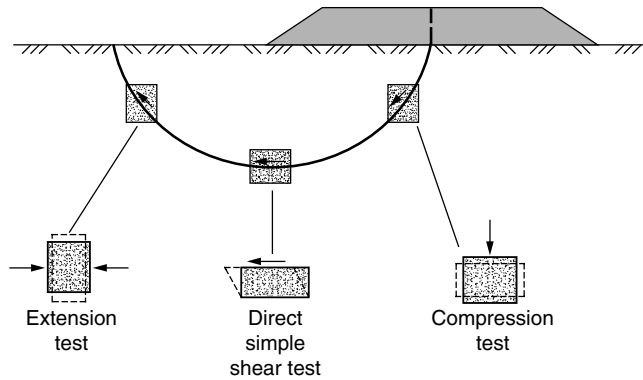 Extension
test
Direct
simple
shear test
Compression
test